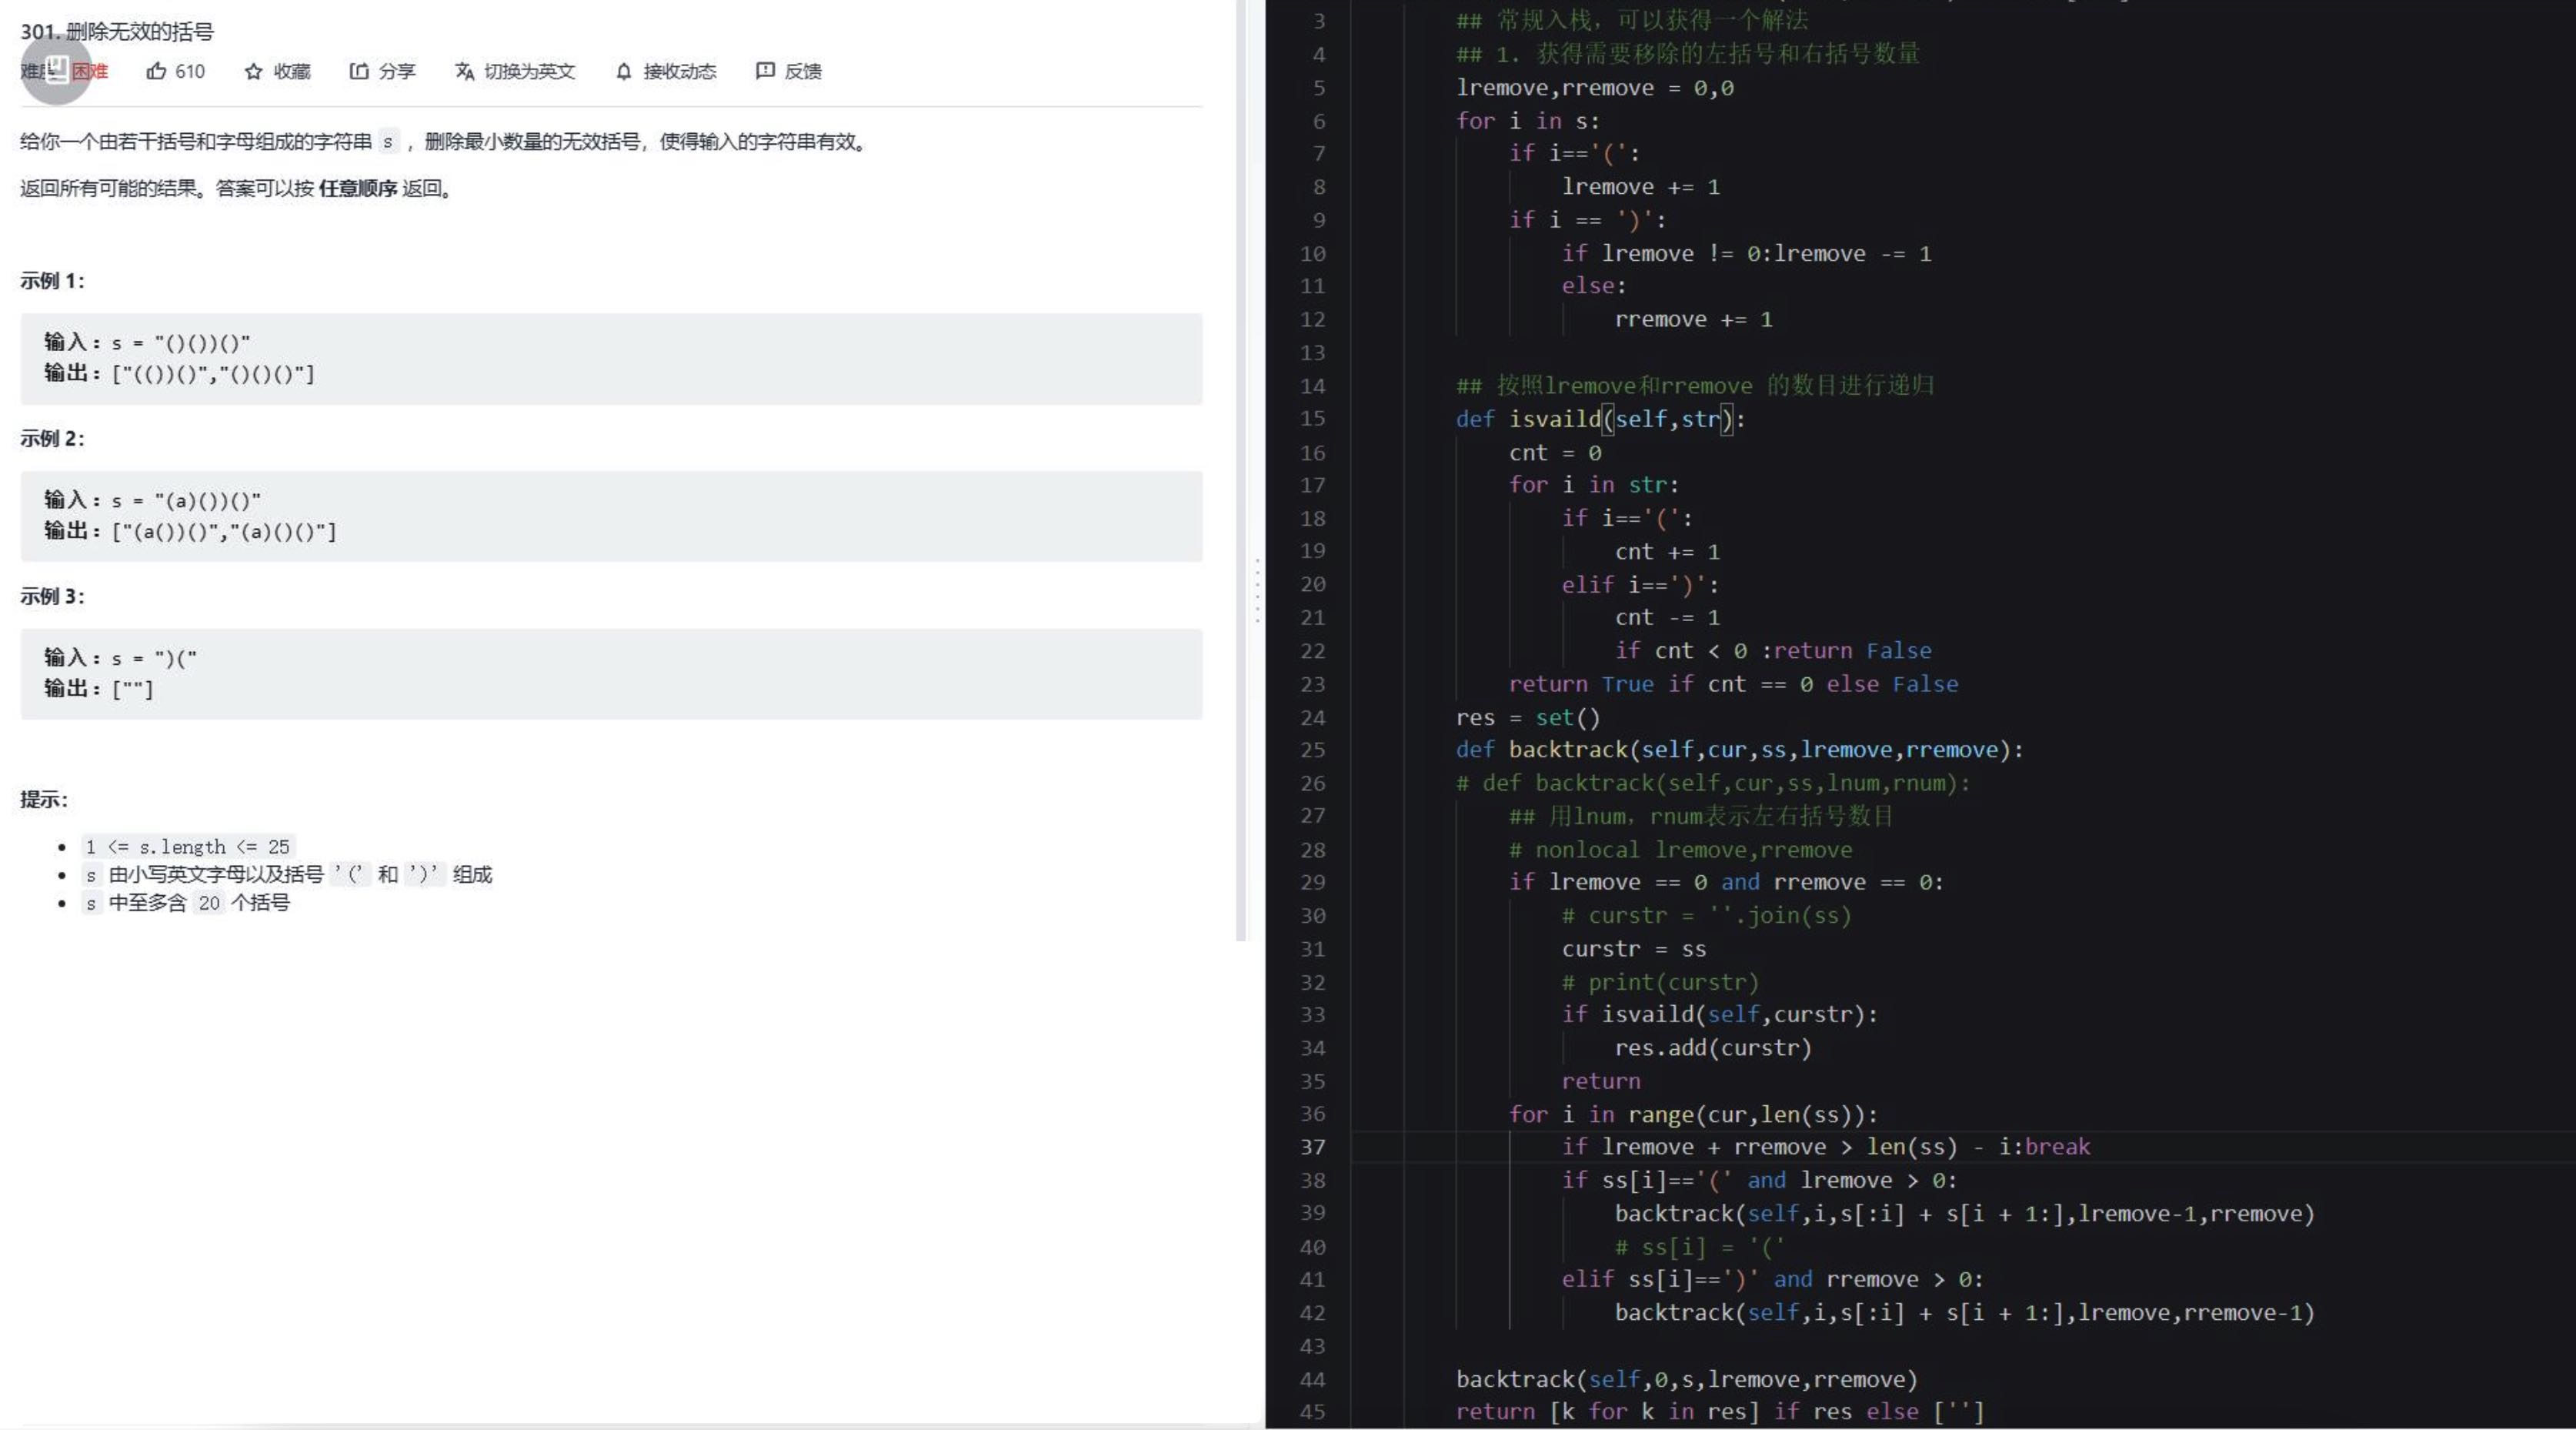 301. 删除无效的括号
困难 610 收藏 分享 切换为英文 接收动态 反馈
给你一个由若干括号和字母组成的字符串 s ，删除最小数量的无效括号，使得输入的字符串有效。
返回所有可能的结果。答案可以按 任意顺序 返回。
示例 1：
输入：s = "()())()"
输出：["(())()","()()()"]
示例 2：
输入：s = "(a)())()"
输出：["(a())()","(a)()()"]
示例 3：
输入：s = ")("
输出：[""]
提示：
1 <= s.length <= 25
s 由小写英文字母以及括号 '(' 和 ')' 组成
s 中至多含 20 个括号
3 ## 常规入栈，可以获得一个解法
4 ## 1. 获得需要移除的左括号和右括号数量
5 lremove,rremove = 0,0
6 for i in s:
7 if i=='(':
8 lremove += 1
9 if i == ')':
10 if lremove != 0:lremove -= 1
11 else:
12 rremove += 1
13
14 ## 按照lremove和rremove 的数目进行递归
15 def isvaild(self,str):
16 cnt = 0
17 for i in str:
18 if i=='(':
19 cnt += 1
20 elif i==')':
21 cnt -= 1
22 if cnt < 0 :return False
23 return True if cnt == 0 else False
24 res = set()
25 def backtrack(self,cur,ss,lremove,rremove):
26 # def backtrack(self,cur,ss,lnum,rnum):
27 ## 用lnum，rnum表示左右括号数目
28 # nonlocal lremove,rremove
29 if lremove == 0 and rremove == 0:
30 # curstr = ''.join(ss)
31 curstr = ss
32 # print(curstr)
33 if isvaild(self,curstr):
34 res.add(curstr)
35 return
36 for i in range(cur,len(ss)):
37 if lremove + rremove > len(ss) - i:break
38 if ss[i]=='(' and lremove > 0:
39 backtrack(self,i,s[:i] + s[i + 1:],lremove-1,rremove)
40 # ss[i] = '('
41 elif ss[i]==')' and rremove > 0:
42 backtrack(self,i,s[:i] + s[i + 1:],lremove,rremove-1)
43
44 backtrack(self,0,s,lremove,rremove)
45 return [k for k in res] if res else ['']